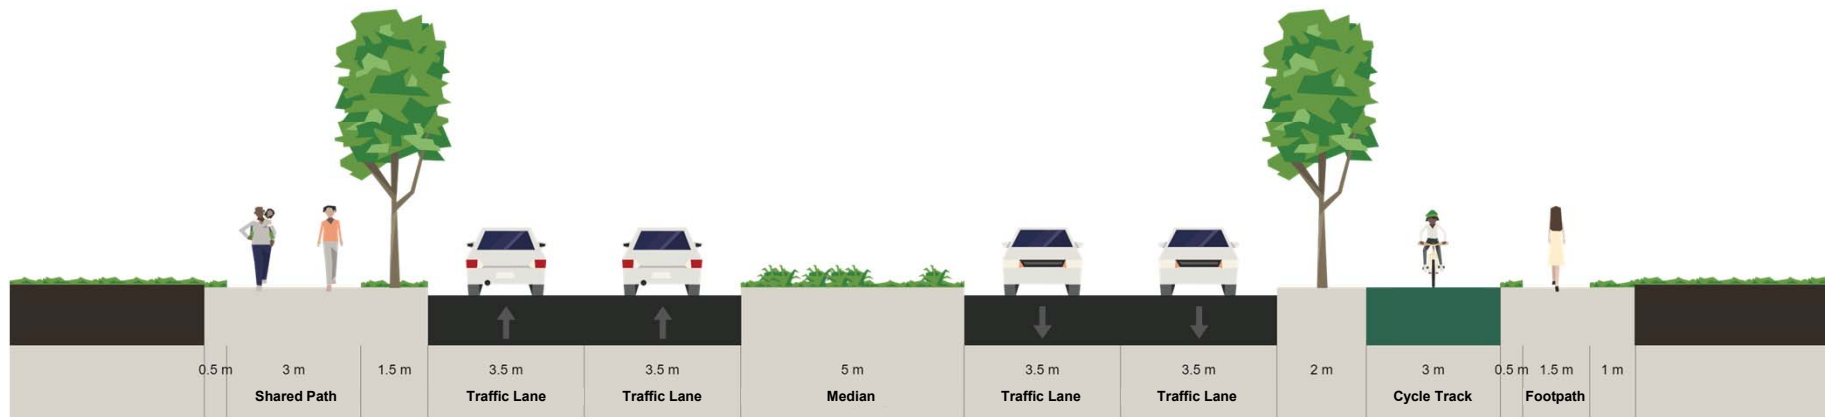 0.5 m 3 m 1.5 m 3.5 m 3.5 m 5 m 3.5 m 3.5 m 2 m 3 m 0.5 m 1.5 m 1 m
Shared Path Traffic Lane Traffic Lane Median Traffic Lane Traffic Lane Cycle Track Footpath